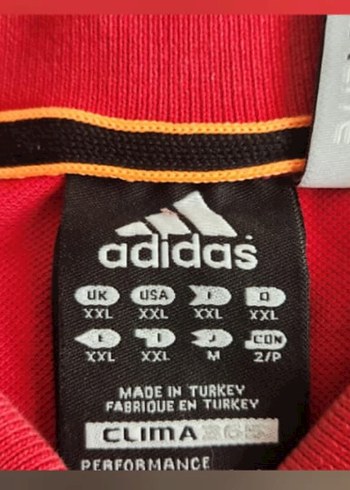 adidas
UK USA F D
XXL XXL XXL XXL
E I J CDN
XXL XXL M 2/P
MADE IN TURKEY
FABRIQUE EN TURKEY
CLIMA 365
PERFORMANCE